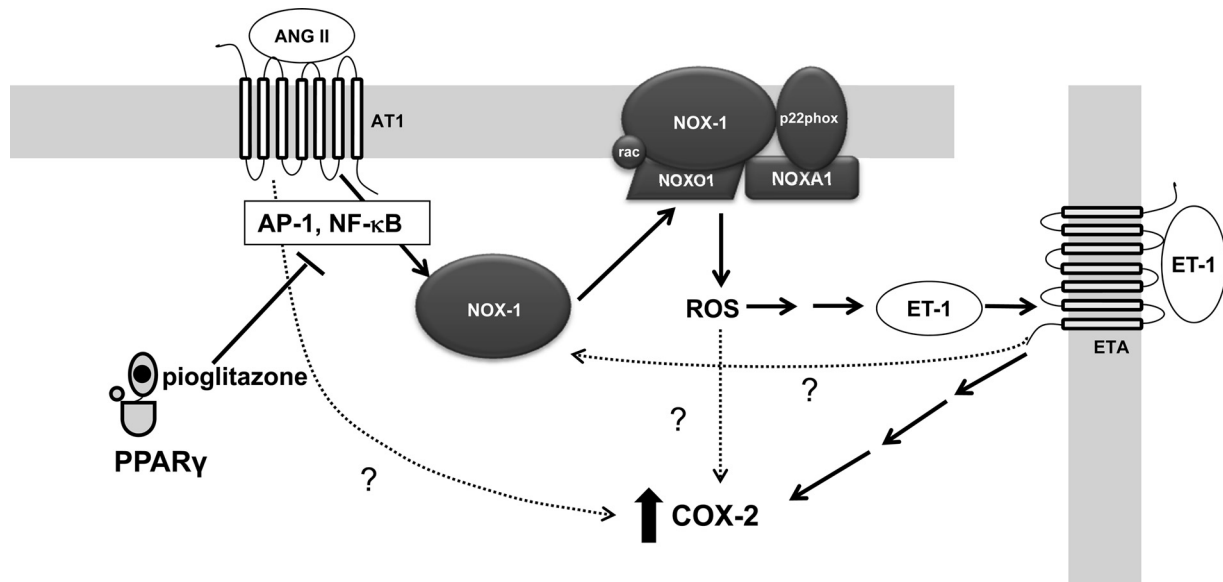 ANG II
AT1
NOX-1
p22phox
rac
NOXO1
NOXA1
AP-1, NF-κB
NOX-1
ROS
ET-1
ET-1
ETA
pioglitazone
PPARγ
?
?
?
COX-2